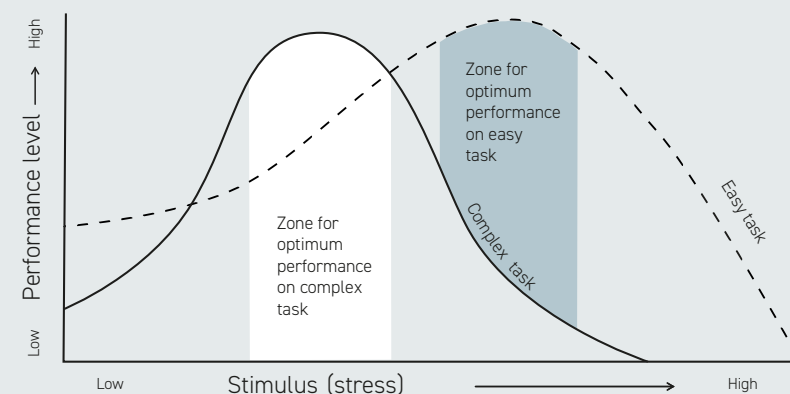 High
Performance level
Low
Zone for
optimum
performance
on easy
task
Zone for
optimum
performance
on complex
task
Complex task
Easy task
Low
Stimulus (stress)
High